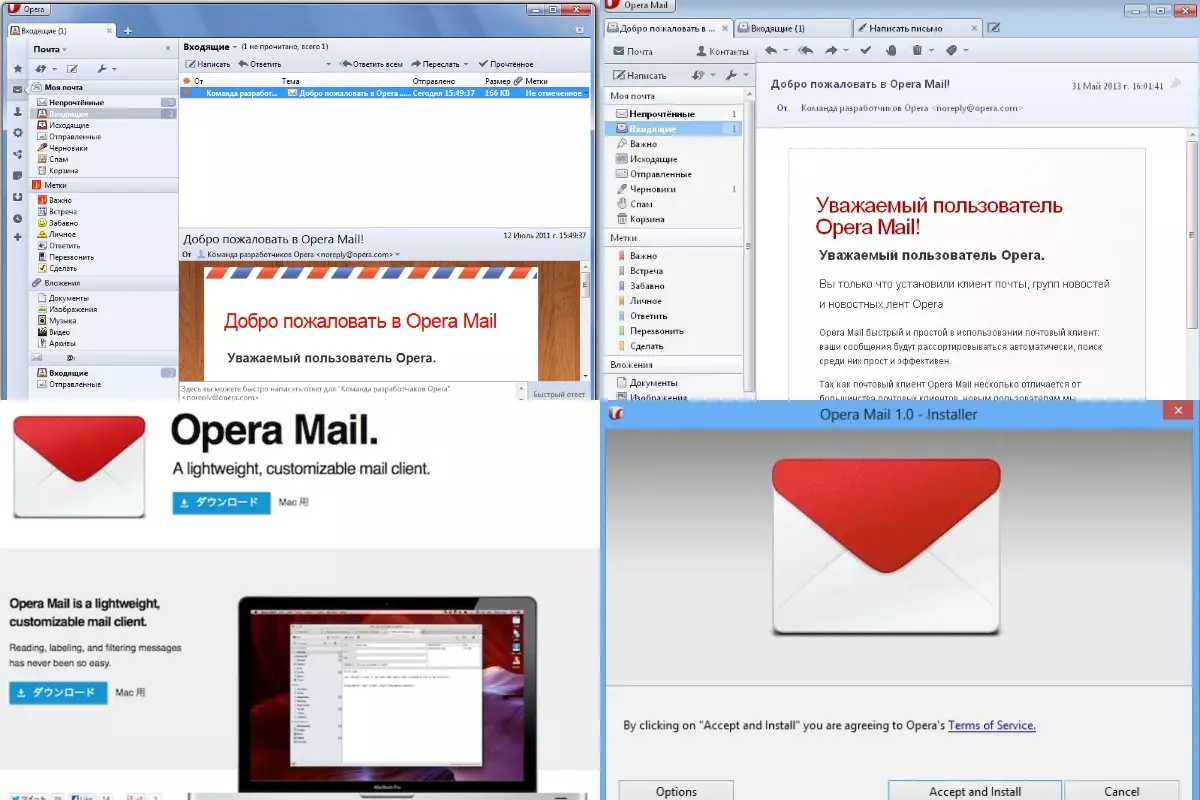 Opera
Входящие (1)
Почта
Входящие (1 не прочитано, всего 1)
Написать Ответить Ответить всем Переслать Прочтённое
От Тема Отправлено Размер Метки
Команда разработ... Добро пожаловать в Opera ...... Сегодня 15:49:37 166 KB Не отмеченное
Моя почта
Непрочтённые 1
Входящие 1
Исходящие
Отправленные
Черновики
Спам
Корзина
Метки
Важно
Встреча
Забавно
Личное
Ответить
Перезвонить
Сделать
Вложения
Документы
Изображения
Музыка
Видео
Архивы
Входящие
Отправленные
Добро пожаловать в Opera Mail! 12 Июль 2011 г. 15:49:37
От Команда разработчиков Opera <noreply@opera.com>
Добро пожаловать в Opera Mail
Уважаемый пользователь Opera.
Здесь вы можете быстро написать ответ для "Команда разработчиков Opera"
<noreply@opera.com>
Быстрый ответ
Opera Mail
Добро пожаловать в ... Входящие (1) Написать письмо
Почта Контакты
Написать
Моя почта
Непрочтённые 1
Входящие 1
Важно
Исходящие
Отправленные
Черновики 1
Спам
Корзина
Метки
Важно
Встреча
Забавно
Личное
Ответить
Перезвонить
Сделать
Вложения
Документы
Изображения
Добро пожаловать в Opera Mail! 31 Май 2013 г. 16:01:41
От Команда разработчиков Opera <noreply@opera.com>
Уважаемый пользователь
Opera Mail!
Уважаемый пользователь Opera.
Вы только что установили клиент почты, групп новостей
и новостных лент Opera
Opera Mail быстрый и простой в использовании почтовый клиент:
ваши сообщения будут рассортироваться автоматически, поиск
среди них прост и эффективен.
Так как почтовый клиент Opera Mail несколько отличается от
большинства почтовых клиентов, новым пользователям мы
Opera Mail.
A lightweight, customizable mail client.
ダウンロード Mac 用
Opera Mail is a lightweight,
customizable mail client.
Reading, labeling, and filtering messages
has never been so easy.
ダウンロード Mac 用
MacBook Pro
Opera Mail 1.0 - Installer
By clicking on "Accept and Install" you are agreeing to Opera's Terms of Service.
Options Accept and Install Cancel